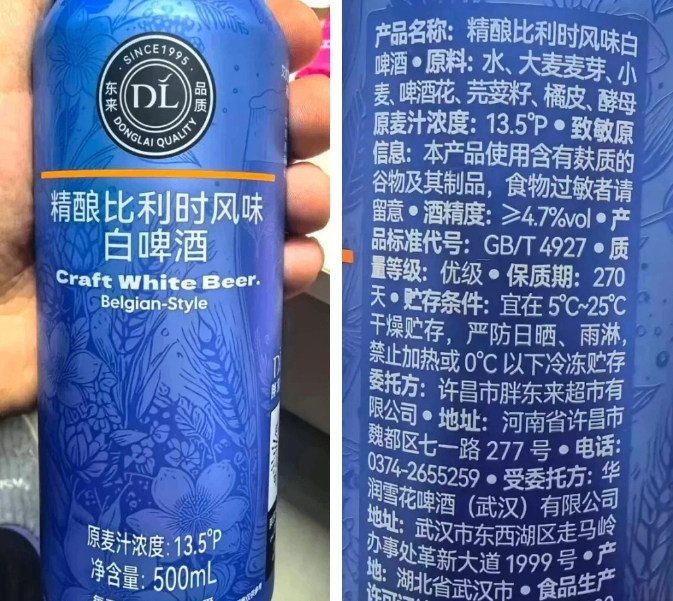 SINCE1995
东来
DL
品质
DONGLAI QUALITY
精酿比利时风味
白啤酒
Craft White Beer.
Belgian-Style
原麦汁浓度:13.5°P
净含量:500mL
产品名称:精酿比利时风味白
啤酒●原料:水、大麦麦芽、小
麦、啤酒花、芫荽籽、橘皮、酵母
原麦汁浓度:13.5°P●致敏原
信息:本产品使用含有麸质的
谷物及其制品,食物过敏者请
留意●酒精度:≥4.7%vol●产
品标准代号:GB/T 4927●质
量等级:优级●保质期:270
天●贮存条件:宜在5℃~25℃
干燥贮存,严防日晒、雨淋,
禁止加热或0℃以下冷冻贮存
委托方:许昌市胖东来超市有
限公司●地址:河南省许昌市
魏都区七一路277号●电话:
0374-2655259●受委托方:华
润雪花啤酒(武汉)有限公司
地址:武汉市东西湖区走马岭
办事处革新大道1999号●产
地:湖北省武汉市●食品生产